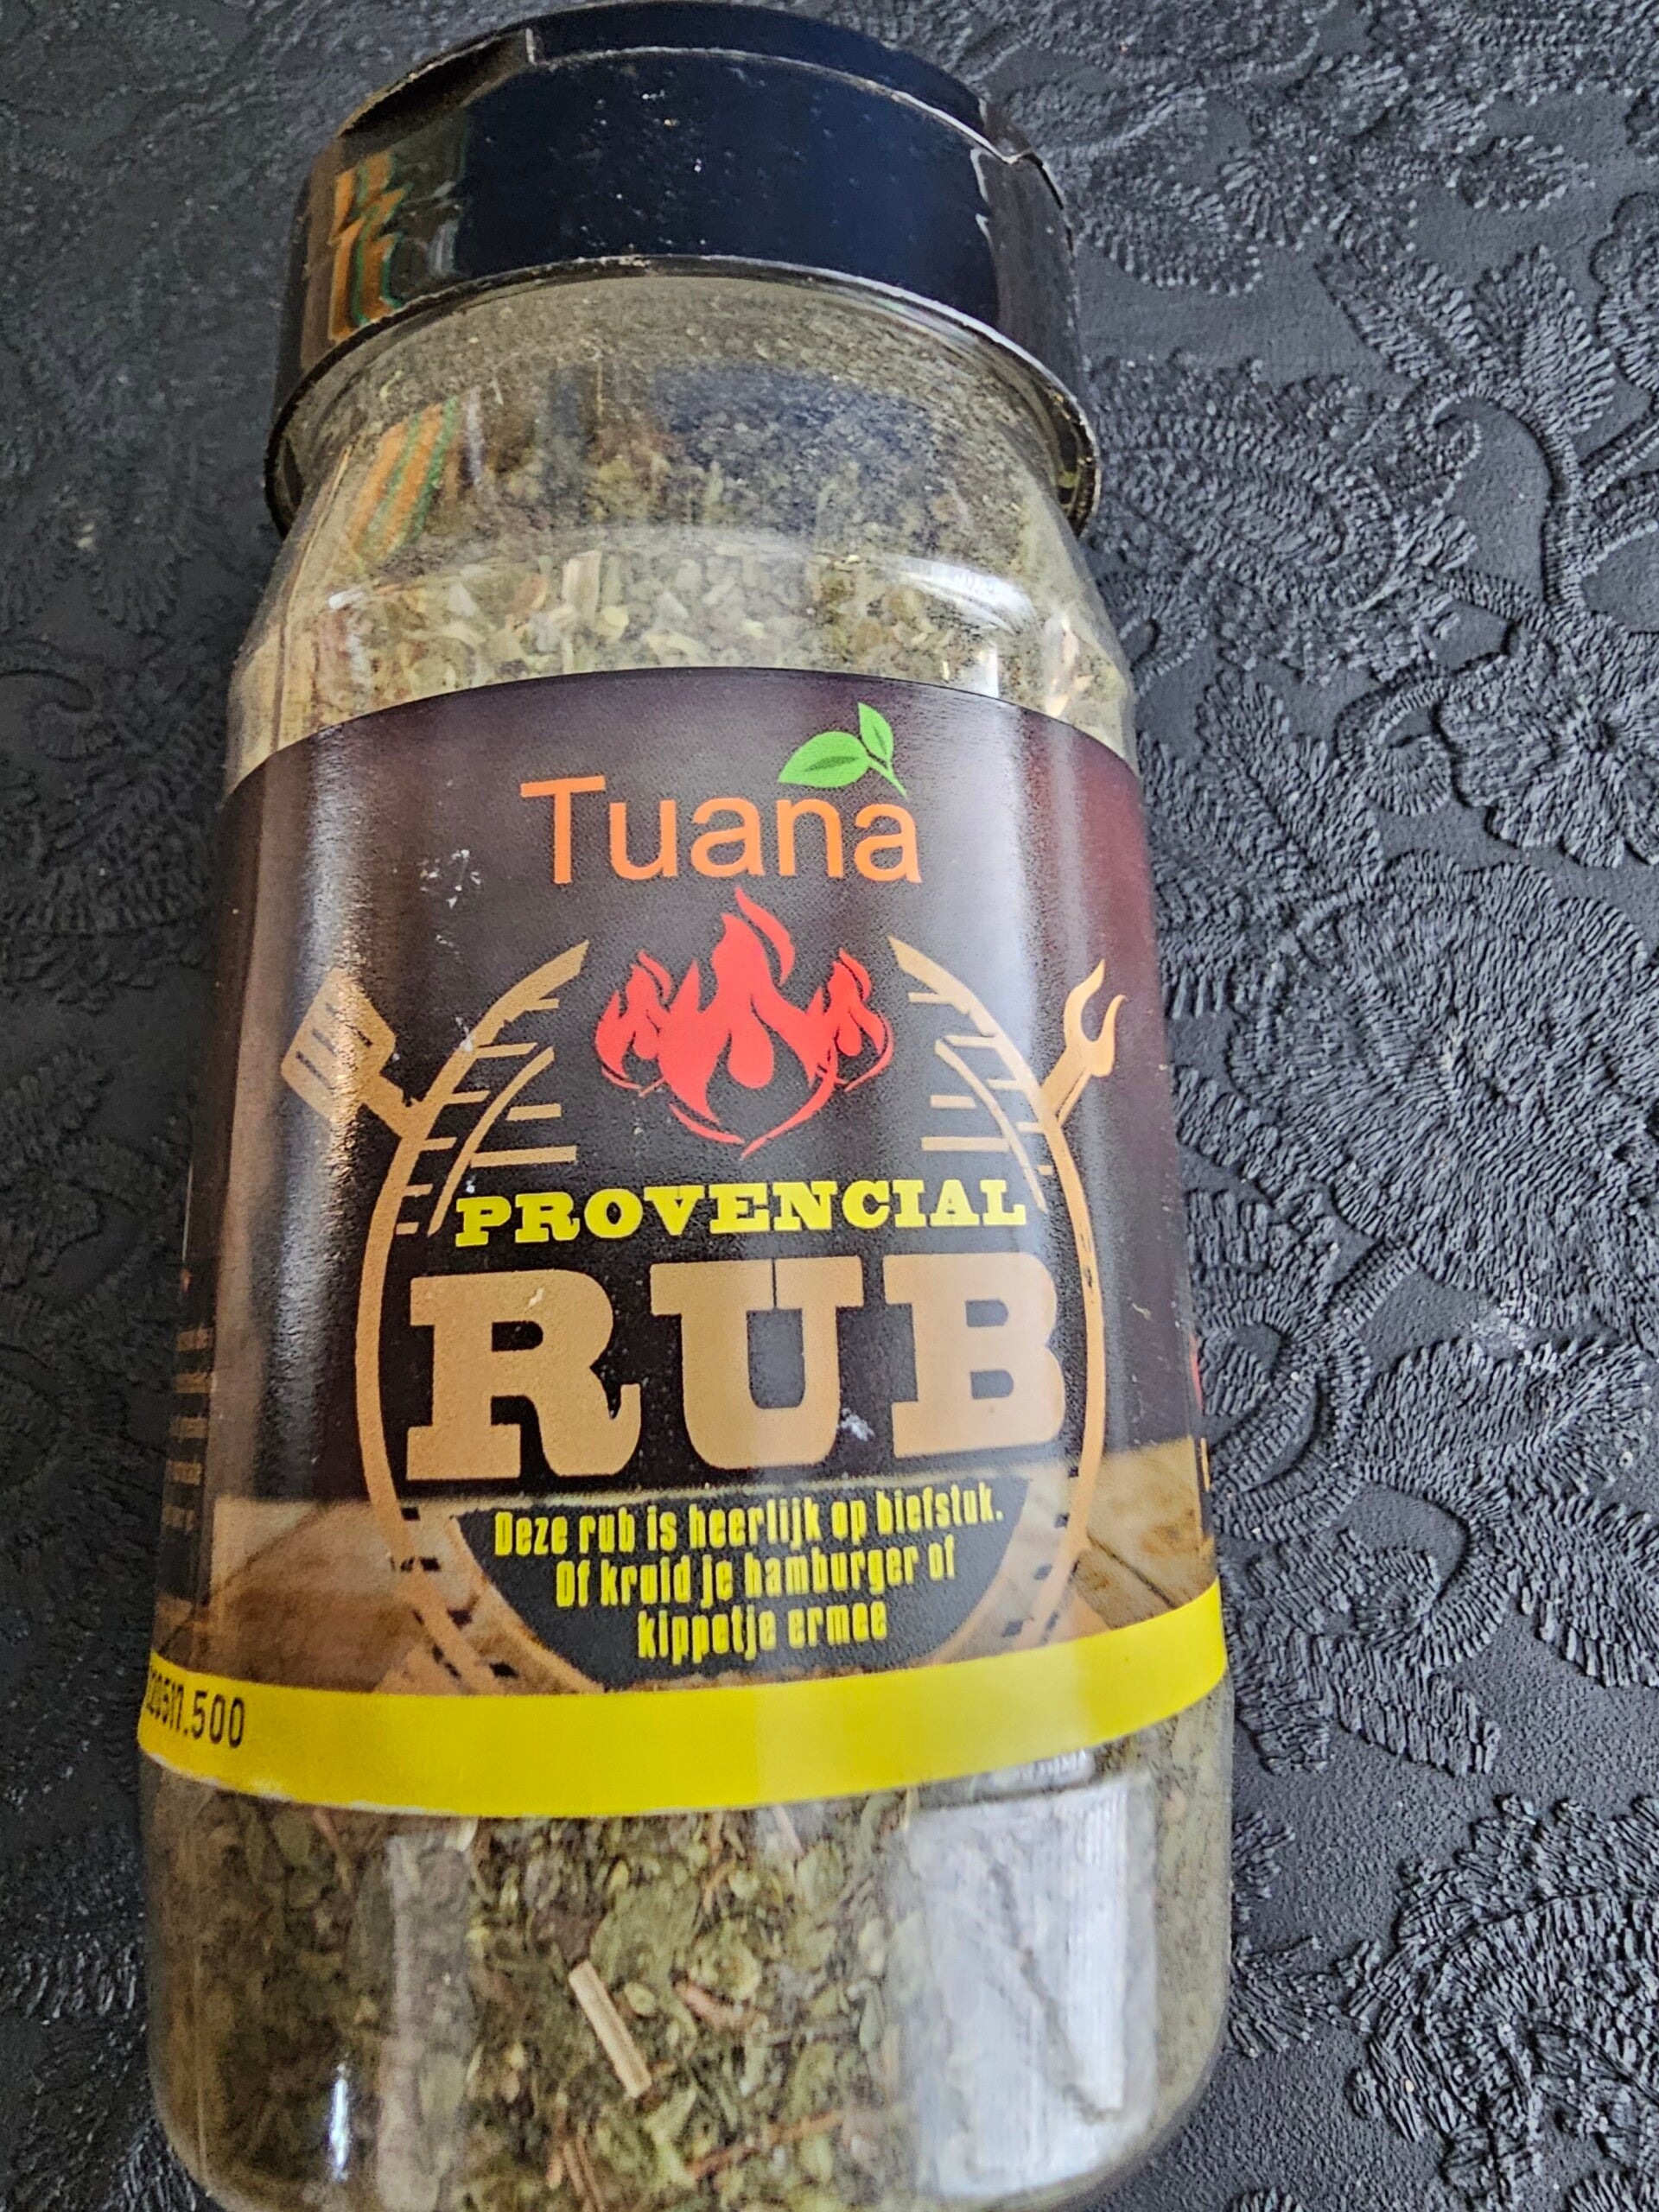 Tuana
PROVENCIAL
RUB
Deze rub is heerlijk op biefstuk.
Of kruid je hamburger of
kippetje ermee